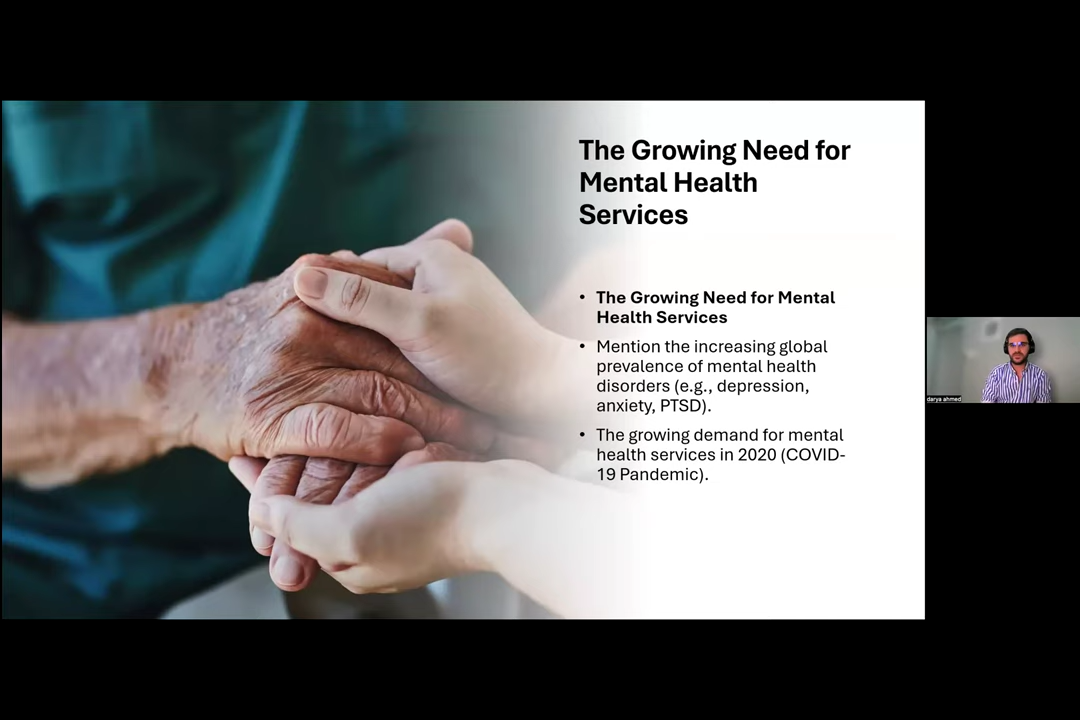 The Growing Need for
Mental Health
Services
• The Growing Need for Mental
Health Services
• Mention the increasing global
prevalence of mental health
disorders (e.g., depression,
anxiety, PTSD).
• The growing demand for mental
health services in 2020 (COVID-
19 Pandemic).
darya ahmed